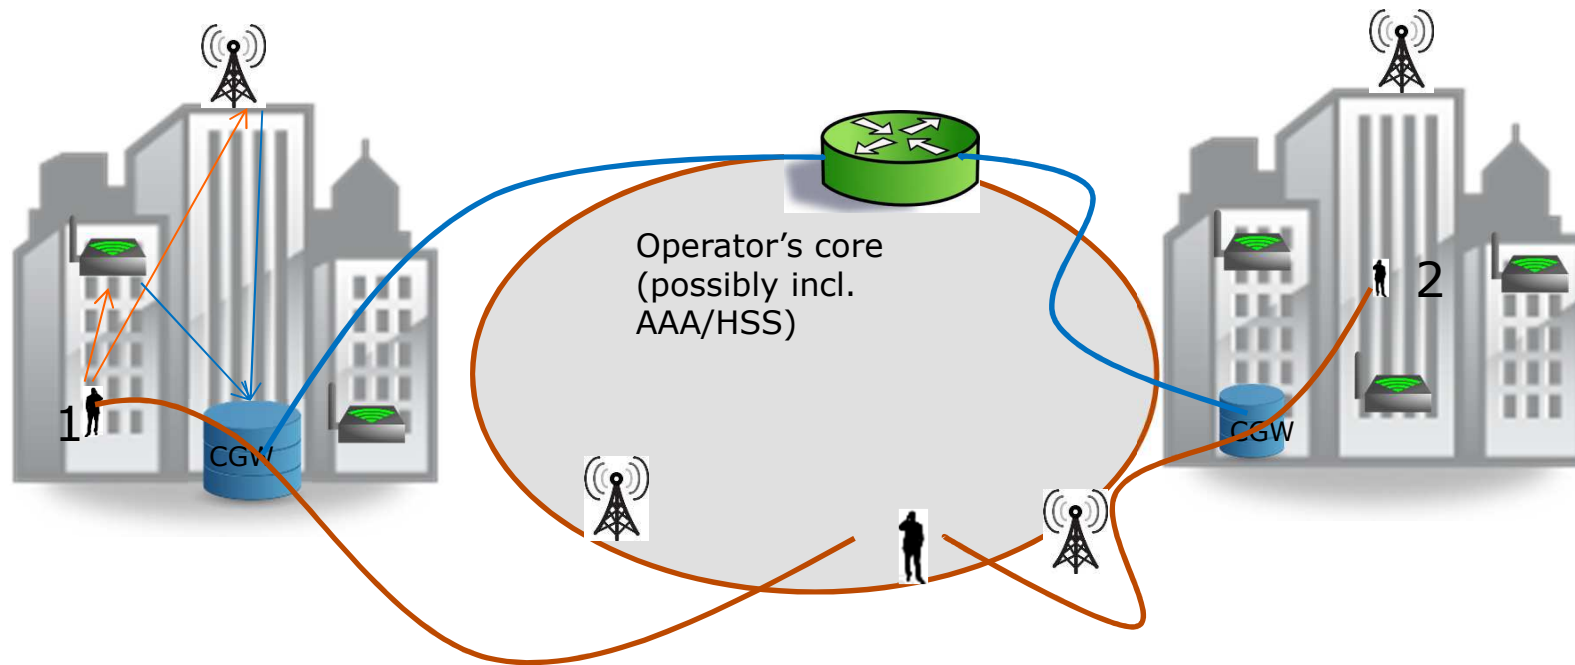 Operator’s core
(possibly incl.
AAA/HSS)
2
1
CGW
CGW